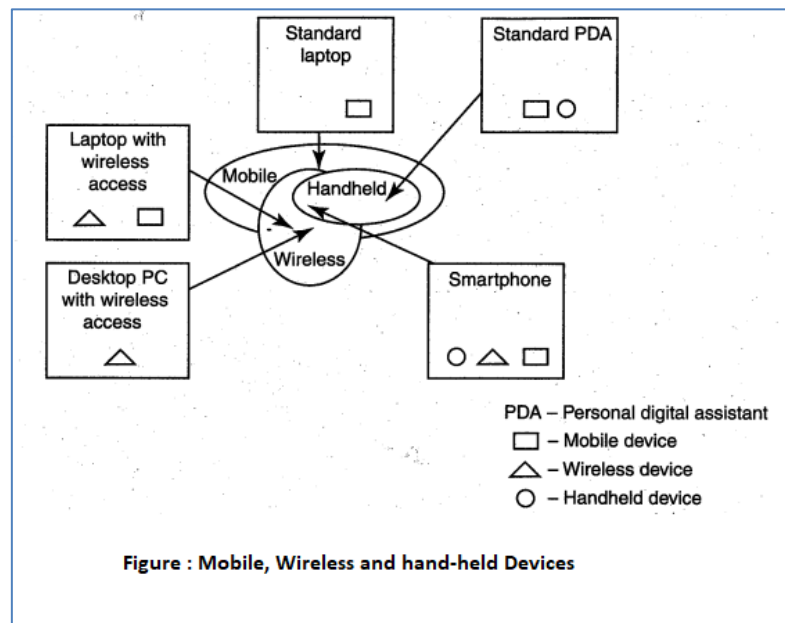 Standard
laptop
Standard PDA
Laptop with
wireless
access
Mobile
Handheld
Wireless
Desktop PC
with wireless
access
Smartphone
PDA – Personal digital assistant
– Mobile device
– Wireless device
– Handheld device
Figure : Mobile, Wireless and hand-held Devices